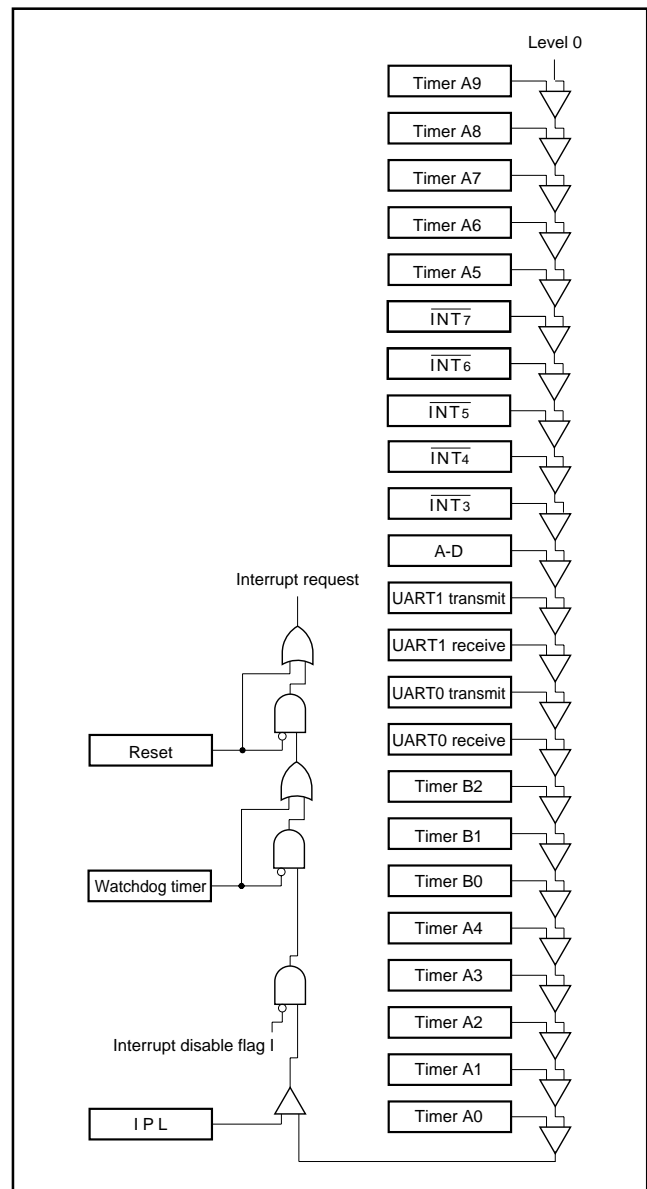 Level 0
Timer A9
Timer A8
Timer A7
Timer A6
Timer A5
INT7
INT6
INT5
INT4
INT3
A-D
Interrupt request
UART1 transmit
UART1 receive
UART0 transmit
Reset
UART0 receive
Timer B2
Timer B1
Watchdog timer
Timer B0
Timer A4
Timer A3
Timer A2
Interrupt disable flag I
Timer A1
I P L
Timer A0